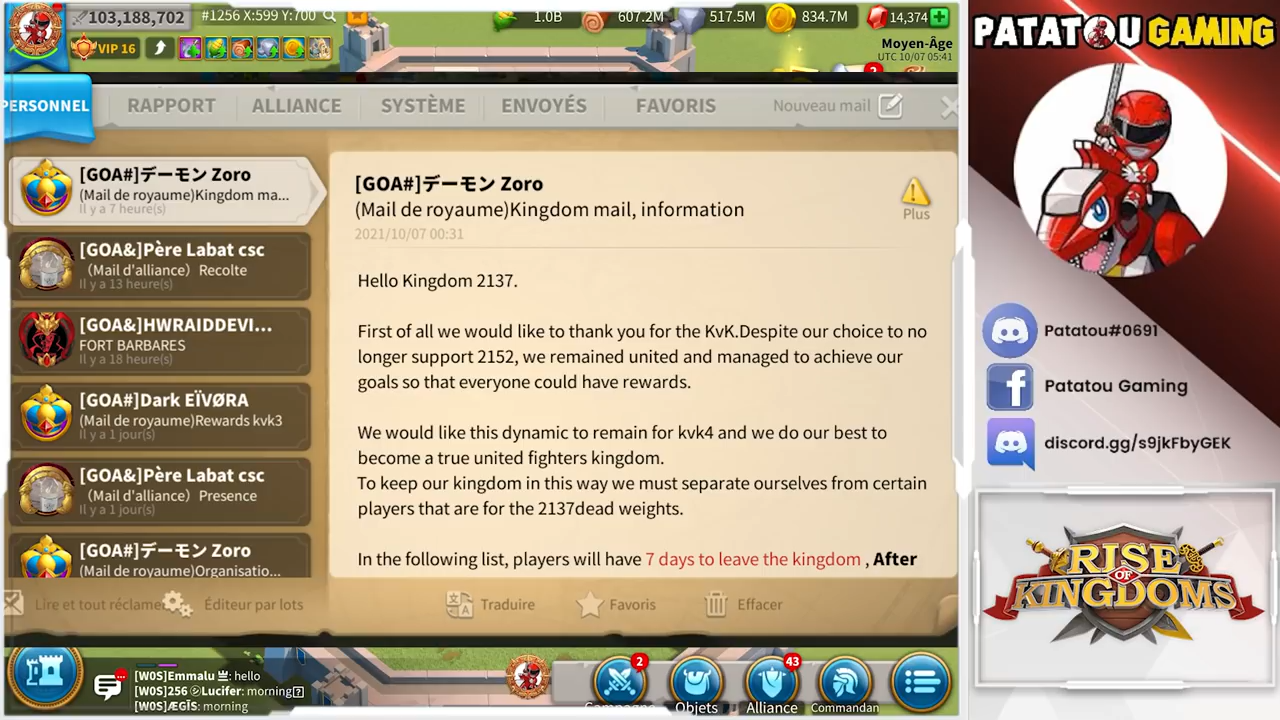 103,188,702
#1256 X:599 Y:700
1.0B
607.2M
517.5M
834.7M
14,374
VIP 16
Moyen-Âge
UTC 10/07 05:41
2
PERSONNEL
RAPPORT
ALLIANCE
SYSTÈME
ENVOYÉS
FAVORIS
Nouveau mail
[GOA#]デーモン Zoro
(Mail de royaume)Kingdom ma...
Il y a 7 heure(s)
[GOA&]Père Labat csc
（Mail d'alliance）Recolte
Il y a 13 heure(s)
[GOA&]HWRAIDDEVI...
FORT BARBARES
Il y a 18 heure(s)
[GOA#]Dark EÏVØRA
(Mail de royaume)Rewards kvk3
Il y a 1 jour(s)
[GOA&]Père Labat csc
（Mail d'alliance）Presence
Il y a 1 jour(s)
[GOA#]デーモン Zoro
(Mail de royaume)Organisatio...
[GOA#]デーモン Zoro
(Mail de royaume)Kingdom mail, information
2021/10/07 00:31
Plus
Hello Kingdom 2137.
First of all we would like to thank you for the KvK.Despite our choice to no
longer support 2152, we remained united and managed to achieve our
goals so that everyone could have rewards.
We would like this dynamic to remain for kvk4 and we do our best to
become a true united fighters kingdom.
To keep our kingdom in this way we must separate ourselves from certain
players that are for the 2137dead weights.
In the following list, players will have 7 days to leave the kingdom , After
Lire et tout réclame
Éditeur par lots
Traduire
Favoris
Effacer
[W0S]Emmalu 亗: hello
[W0S]256 Lucifer: morning
[W0S]ÆGÎS: morning
2
Campagne
Objets
43
Alliance
Commandan
PATATOU GAMING
Patatou#0691
Patatou Gaming
discord.gg/s9jkFbyGEK
RISE
OF
KINGDOMS